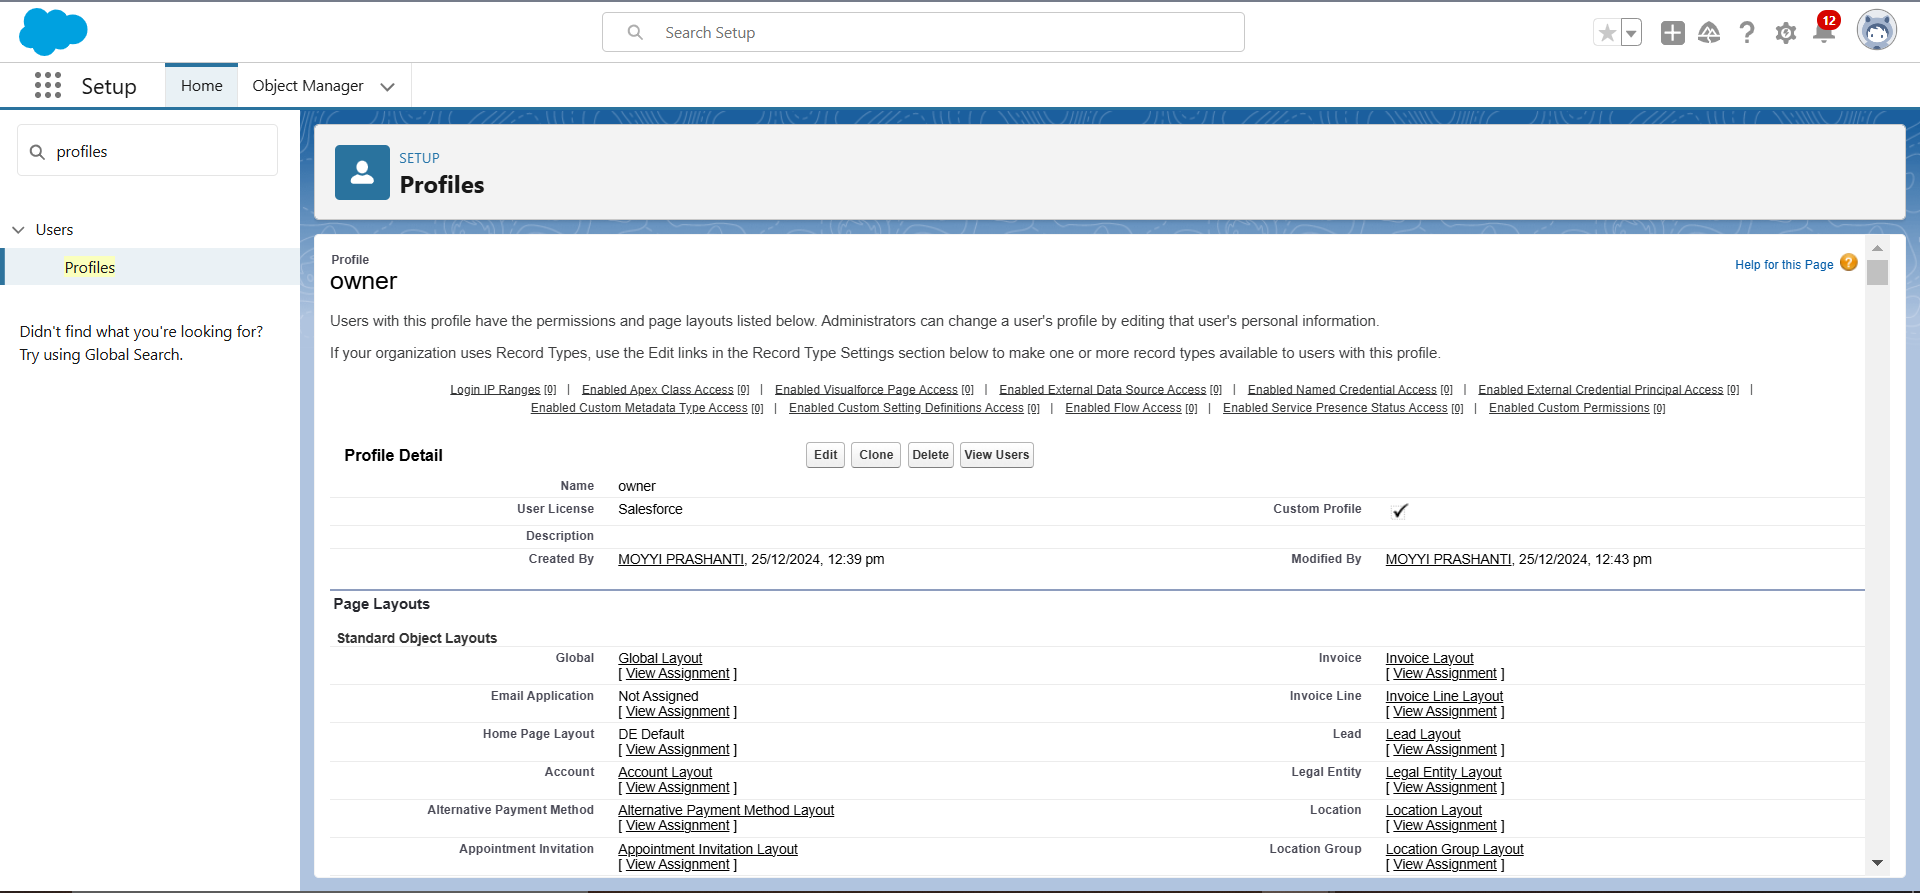 Search Setup
12
Setup
Home
Object Manager
profiles
Users
Profiles
Didn't find what you're looking for?
Try using Global Search.
SETUP
Profiles
Profile
owner
Help for this Page ?
Users with this profile have the permissions and page layouts listed below. Administrators can change a user's profile by editing that user's personal information.
If your organization uses Record Types, use the Edit links in the Record Type Settings section below to make one or more record types available to users with this profile.
Login IP Ranges [0] | Enabled Apex Class Access [0] | Enabled Visualforce Page Access [0] | Enabled External Data Source Access [0] | Enabled Named Credential Access [0] | Enabled External Credential Principal Access [0] |
Enabled Custom Metadata Type Access [0] | Enabled Custom Setting Definitions Access [0] | Enabled Flow Access [0] | Enabled Service Presence Status Access [0] | Enabled Custom Permissions [0]
Profile Detail Edit Clone Delete View Users
Name owner
User License Salesforce Custom Profile
Description
Created By MOYYI PRASHANTI, 25/12/2024, 12:39 pm Modified By MOYYI PRASHANTI, 25/12/2024, 12:43 pm
Page Layouts
Standard Object Layouts
Global Global Layout Invoice Invoice Layout
[ View Assignment ] [ View Assignment ]
Email Application Not Assigned Invoice Line Invoice Line Layout
[ View Assignment ] [ View Assignment ]
Home Page Layout DE Default Lead Lead Layout
[ View Assignment ] [ View Assignment ]
Account Account Layout Legal Entity Legal Entity Layout
[ View Assignment ] [ View Assignment ]
Alternative Payment Method Alternative Payment Method Layout Location Location Layout
[ View Assignment ] [ View Assignment ]
Appointment Invitation Appointment Invitation Layout Location Group Location Group Layout
[ View Assignment ] [ View Assignment ]